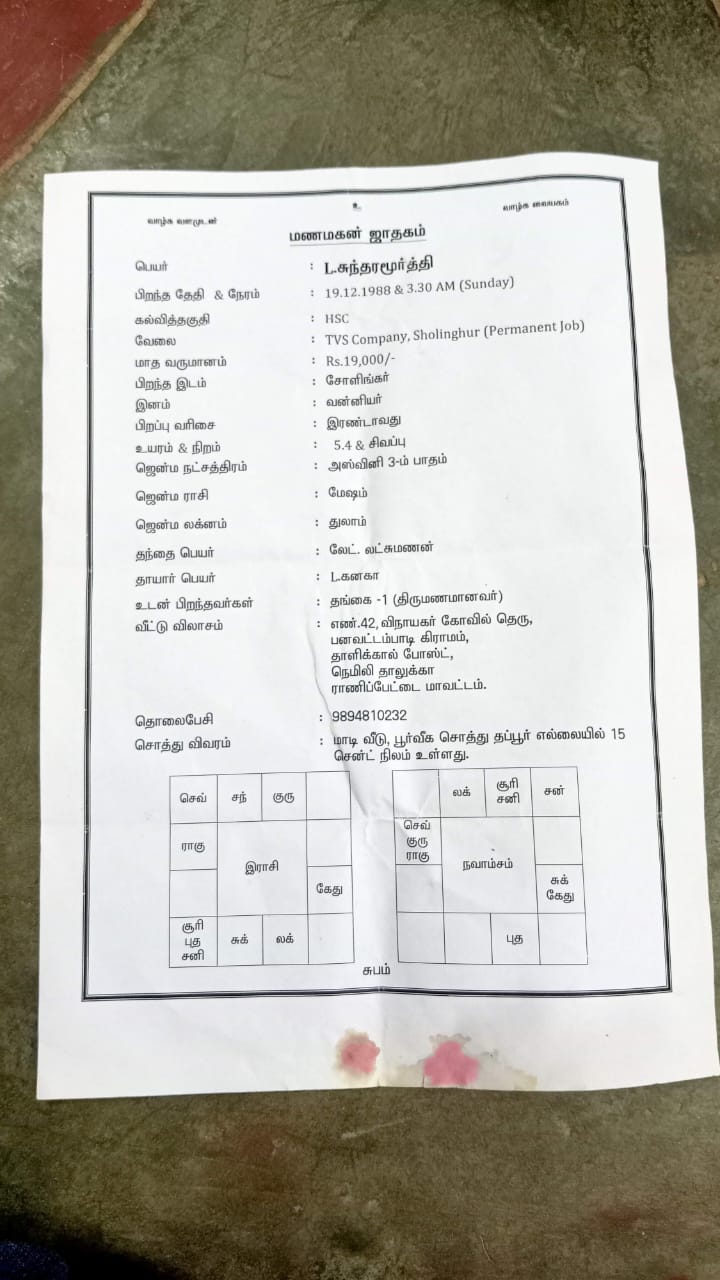 உ
வாழ்க வளமுடன் வாழ்க வையகம்
மணமகன் ஜாதகம்
பெயர் : L.சுந்தரமூர்த்தி
பிறந்த தேதி & நேரம் : 19.12.1988 & 3.30 AM (Sunday)
கல்வித்தகுதி : HSC
வேலை : TVS Company, Sholinghur (Permanent Job)
மாத வருமானம் : Rs.19,000/-
பிறந்த இடம் : சோளிங்கர்
இனம் : வன்னியர்
பிறப்பு வரிசை : இரண்டாவது
உயரம் & நிறம் : 5.4 & சிவப்பு
ஜென்ம நட்சத்திரம் : அஸ்வினி 3-ம் பாதம்
ஜென்ம ராசி : மேஷம்
ஜென்ம லக்னம் : துலாம்
தந்தை பெயர் : லேட். லட்சுமணன்
தாயார் பெயர் : L.கனகா
உடன் பிறந்தவர்கள் : தங்கை -1 (திருமணமானவர்)
வீட்டு விலாசம் : எண்.42, விநாயகர் கோவில் தெரு,
பனவட்டம்பாடி கிராமம்,
தாளிக்கால் போஸ்ட்,
நெமிலி தாலுக்கா
ராணிப்பேட்டை மாவட்டம்.
தொலைபேசி : 9894810232
சொத்து விவரம் : மாடி வீடு, பூர்வீக சொத்து தப்பூர் எல்லையில் 15
சென்ட் நிலம் உள்ளது.
செவ் சந் குரு
ராகு
இராசி
கேது
சூரி
புத
சனி
சுக் லக்
லக்
சூரி
சனி
சன்
செவ்
குரு
ராகு
நவாம்சம்
சுக்
கேது
புத
சுபம்